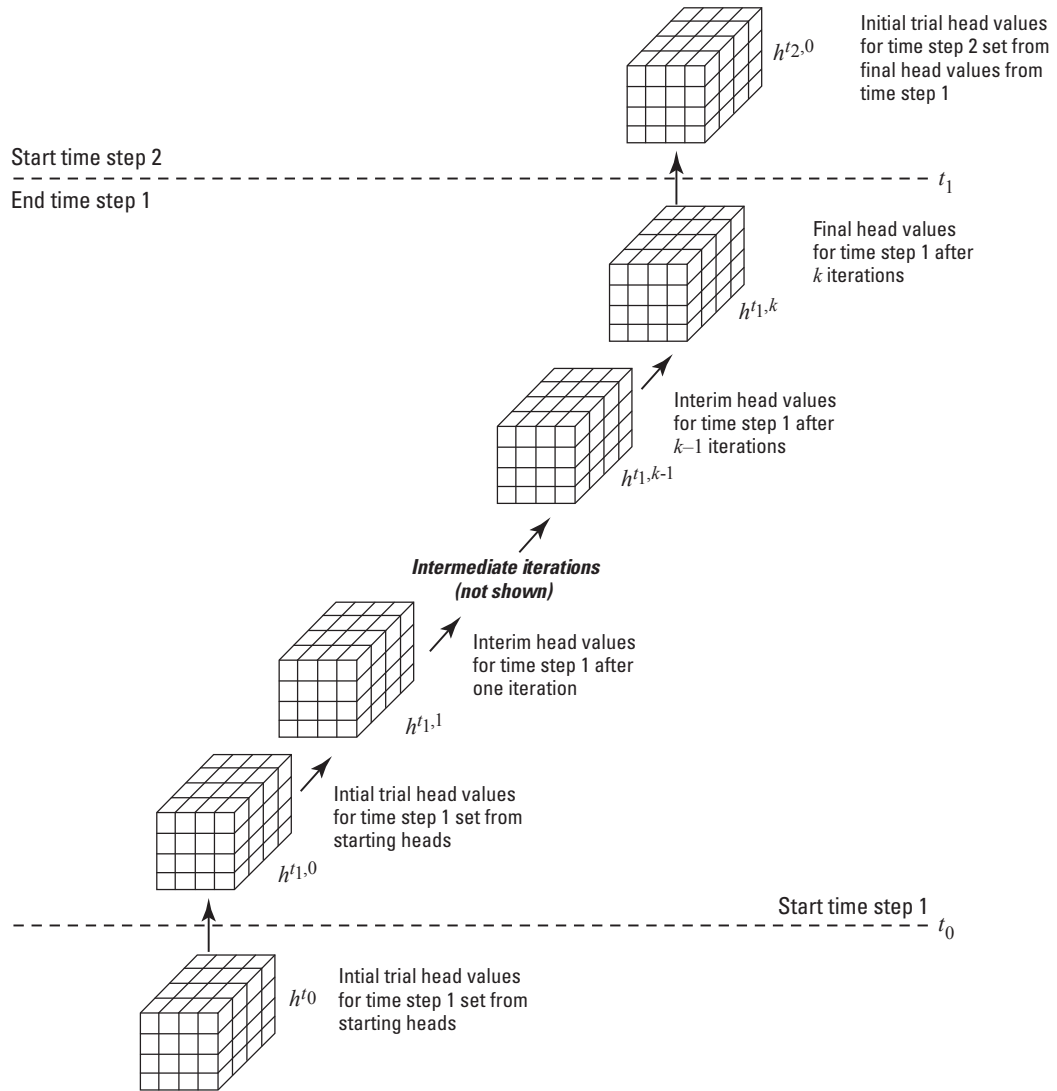 h^{t2,0}
Initial trial head values
for time step 2 set from
final head values from
time step 1
Start time step 2
t_1
End time step 1
Final head values
for time step 1 after
k iterations
h^{t1,k}
Interim head values
for time step 1 after
k–1 iterations
h^{t1,k-1}
Intermediate iterations
(not shown)
Interim head values
for time step 1 after
one iteration
h^{t1,1}
Intial trial head values
for time step 1 set from
starting heads
h^{t1,0}
Start time step 1
t_0
h^{t0}
Intial trial head values
for time step 1 set from
starting heads